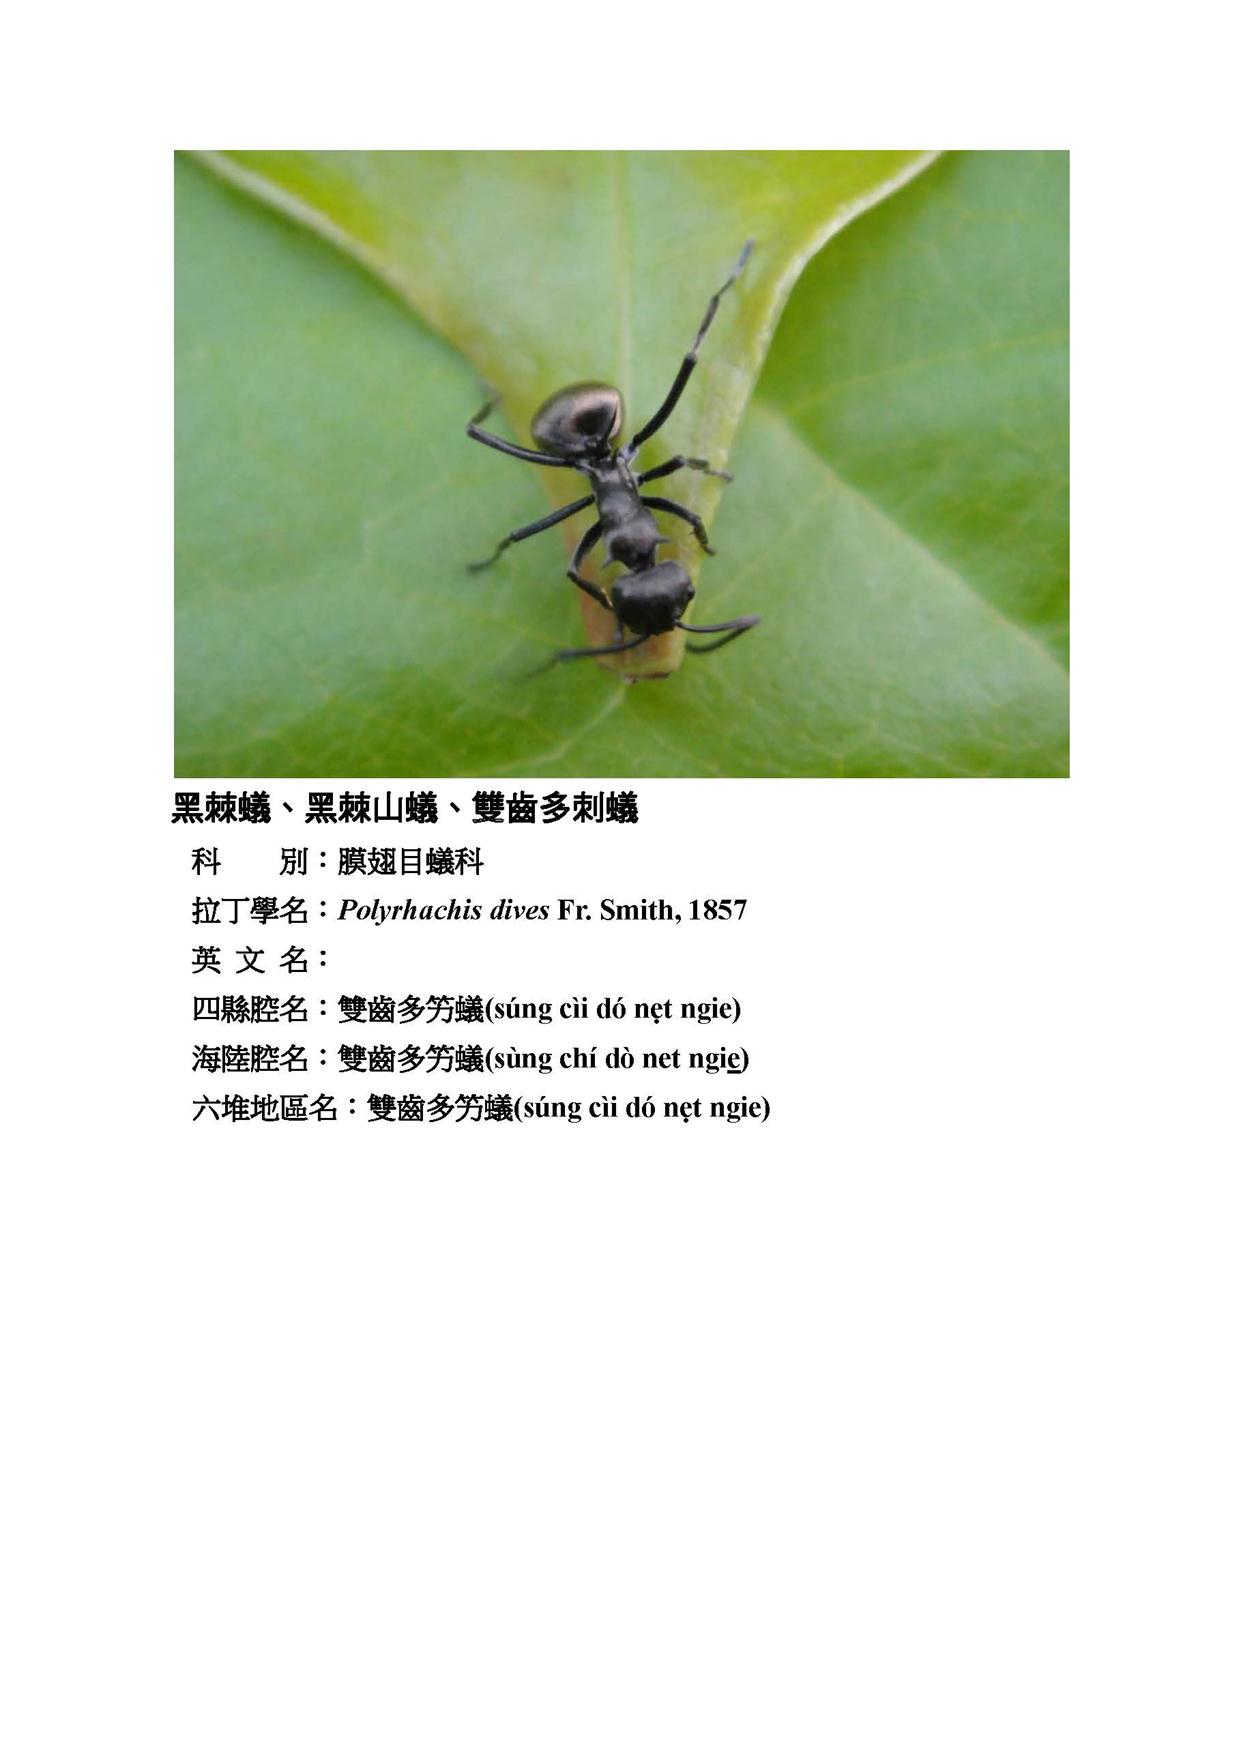 黑棘蟻、黑棘山蟻、雙齒多刺蟻
科　　別：膜翅目蟻科
拉丁學名：Polyrhachis dives Fr. Smith, 1857
英 文 名：
四縣腔名：雙齒多竻蟻(súng cìi dó nẹt ngie)
海陸腔名：雙齒多竻蟻(sùng chí dò net ngie̲)
六堆地區名：雙齒多竻蟻(súng cìi dó nẹt ngie)